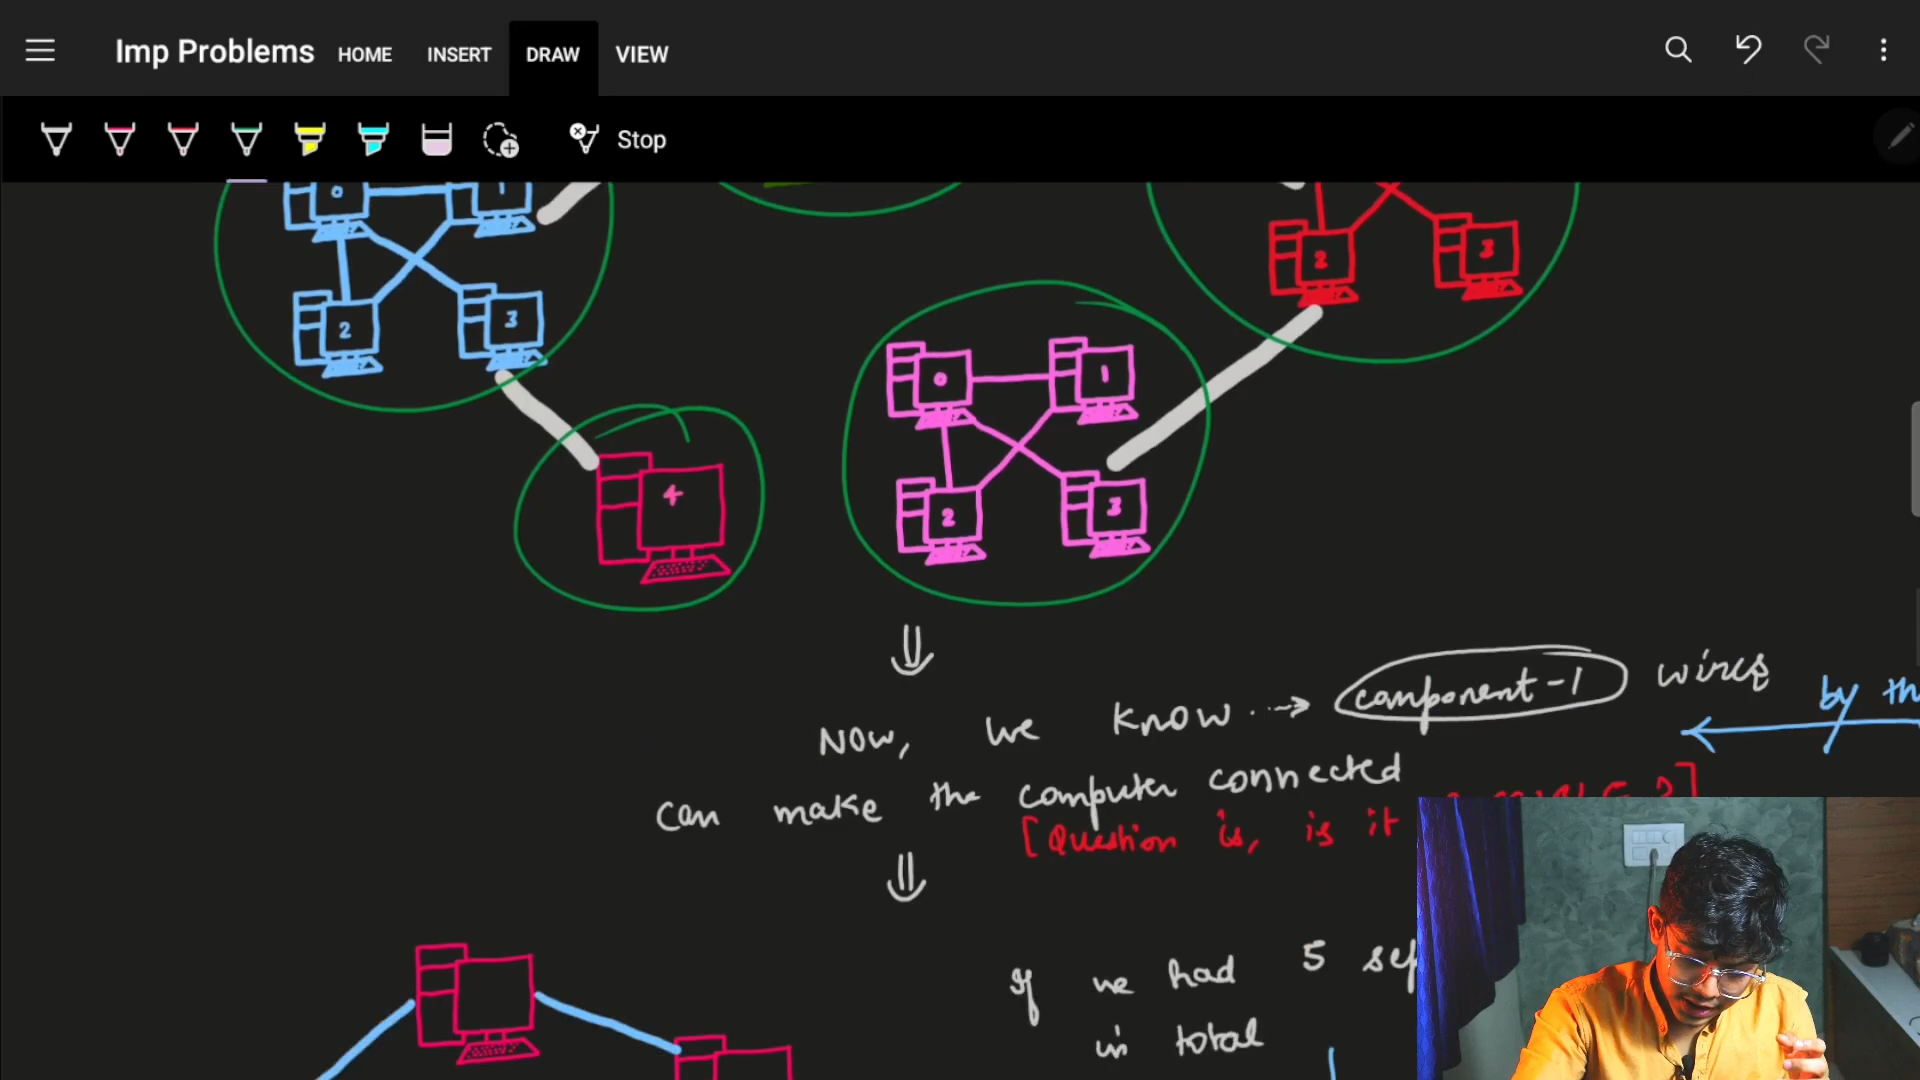 Imp Problems HOME INSERT DRAW VIEW
Stop
0 1
2 3
2 3
0 1
4
2 3
Now, we know component-1 wires
by th
can make the computer connected
[Question is, is it
If we had 5 sep
in total